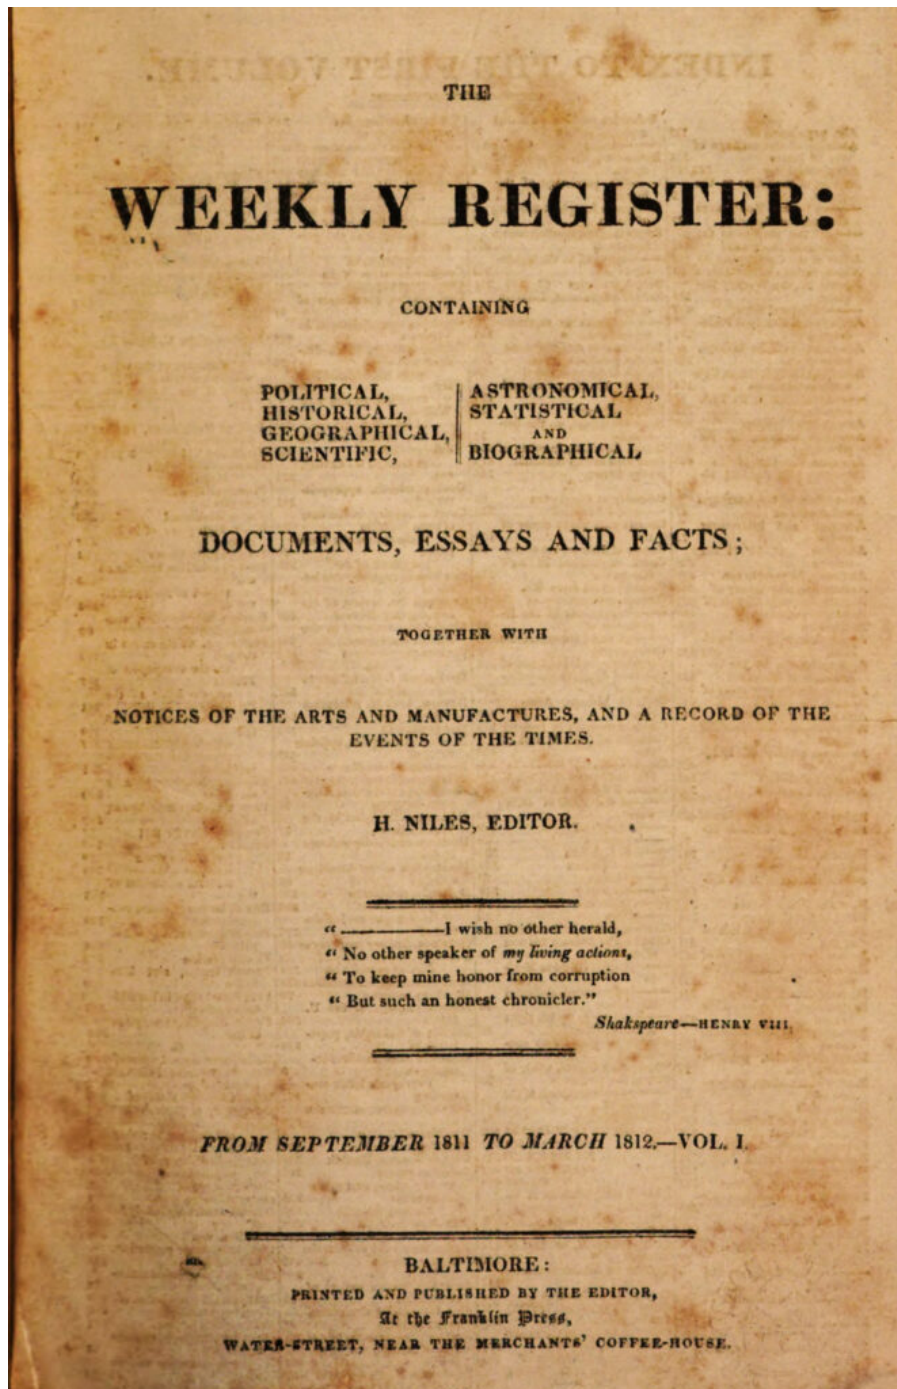 THE
WEEKLY REGISTER:
CONTAINING
POLITICAL,
HISTORICAL,
GEOGRAPHICAL,
SCIENTIFIC,
ASTRONOMICAL,
STATISTICAL
AND
BIOGRAPHICAL
DOCUMENTS, ESSAYS AND FACTS;
TOGETHER WITH
NOTICES OF THE ARTS AND MANUFACTURES, AND A RECORD OF THE
EVENTS OF THE TIMES.
H. NILES, EDITOR.
“ ————I wish no other herald,
“ No other speaker of my living actions,
“ To keep mine honor from corruption
“ But such an honest chronicler.”
Shakspeare—HENRY VIII.
FROM SEPTEMBER 1811 TO MARCH 1812.—VOL. I.
BALTIMORE:
PRINTED AND PUBLISHED BY THE EDITOR,
At the Franklin Press,
WATER-STREET, NEAR THE MERCHANTS’ COFFEE-HOUSE.